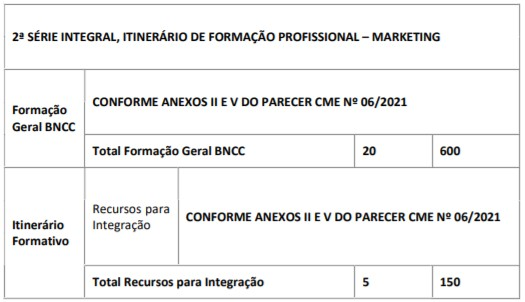 2ª SÉRIE INTEGRAL, ITINERÁRIO DE FORMAÇÃO PROFISSIONAL – MARKETING
Formação
Geral BNCC
CONFORME ANEXOS II E V DO PARECER CME Nº 06/2021
Total Formação Geral BNCC 20 600
Itinerário
Formativo
Recursos para
Integração
CONFORME ANEXOS II E V DO PARECER CME Nº 06/2021
Total Recursos para Integração 5 150